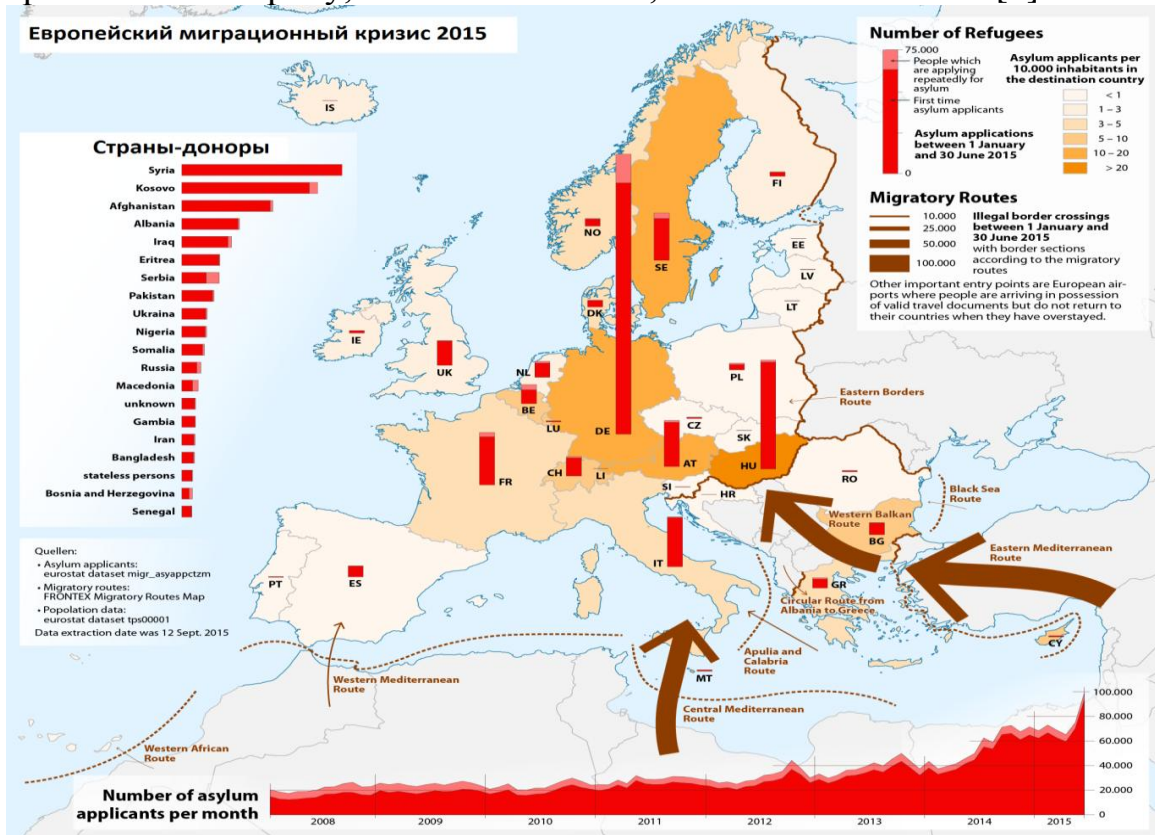 Европейский миграционный кризис 2015
Number of Refugees
75.000
People which
are applying
repeatedly for
asylum
First time
asylum applicants
Asylum applications
between 1 January
and 30 June 2015
0
Asylum applicants per
10.000 inhabitants in
the destination country
< 1
1 – 3
3 – 5
5 – 10
10 – 20
> 20
Migratory Routes
10.000
25.000
50.000
100.000
Illegal border crossings
between 1 January and
30 June 2015
with border sections
according to the migratory
routes
Other important entry points are European air-
ports where people are arriving in possession
of valid travel documents but do not return to
their countries when they have overstayed.
Страны-доноры
Syria
Kosovo
Afghanistan
Albania
Iraq
Eritrea
Serbia
Pakistan
Ukraina
Nigeria
Somalia
Russia
Macedonia
unknown
Gambia
Iran
Bangladesh
stateless persons
Bosnia and Herzegovina
Senegal
IS
NO
SE
FI
EE
LV
LT
DK
IE
UK
NL
BE
LU
DE
PL
CZ
SK
FR
CH
LI
AT
HU
SI
HR
RO
BG
IT
GR
PT
ES
MT
CY
Eastern Borders
Route
Black Sea
Route
Western Balkan
Route
Eastern Mediterranean
Route
Circular Route from
Albania to Greece
Apulia and
Calabria
Route
Central Mediterranean
Route
Western Mediterranean
Route
Western African
Route
Quellen:
• Asylum applicants:
eurostat dataset migr_asyappctzm
• Migratory routes:
FRONTEX Migratory Routes Map
• Popolation data:
eurostat dataset tps00001
Data extraction date was 12 Sept. 2015
Number of asylum
applicants per month
100.000
80.000
60.000
40.000
20.000
0
2008
2009
2010
2011
2012
2013
2014
2015